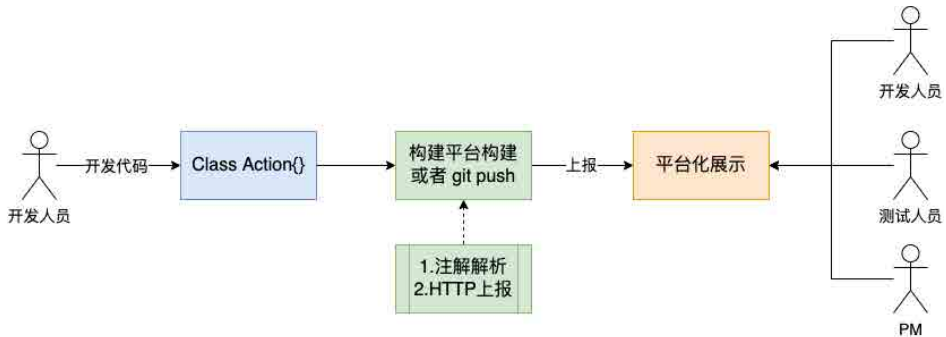 开发人员
开发代码
Class Action{}
构建平台构建
或者 git push
1.注解解析
2.HTTP上报
上报
平台化展示
开发人员
测试人员
PM